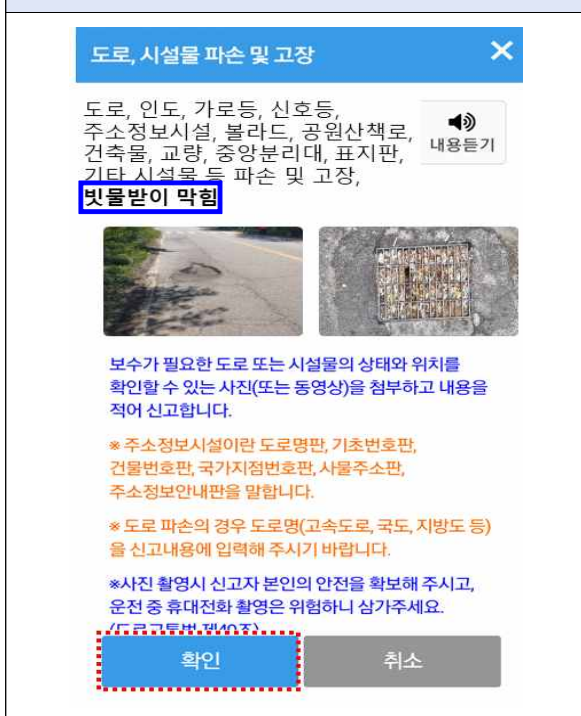 도로, 시설물 파손 및 고장
도로, 인도, 가로등, 신호등,
주소정보시설, 볼라드, 공원산책로,
건축물, 교량, 중앙분리대, 표지판,
기타 시설물 등 파손 및 고장,
빗물받이 막힘
내용듣기
보수가 필요한 도로 또는 시설물의 상태와 위치를
확인할 수 있는 사진(또는 동영상)을 첨부하고 내용을
적어 신고합니다.
※ 주소정보시설이란 도로명판, 기초번호판,
건물번호판, 국가지점번호판, 사물주소판,
주소정보안내판을 말합니다.
※ 도로 파손의 경우 도로명(고속도로, 국도, 지방도 등)
을 신고내용에 입력해 주시기 바랍니다.
※사진 촬영시 신고자 본인의 안전을 확보해 주시고,
운전 중 휴대전화 촬영은 위험하니 삼가주세요.
(도로교통법 제49조)
확인
취소